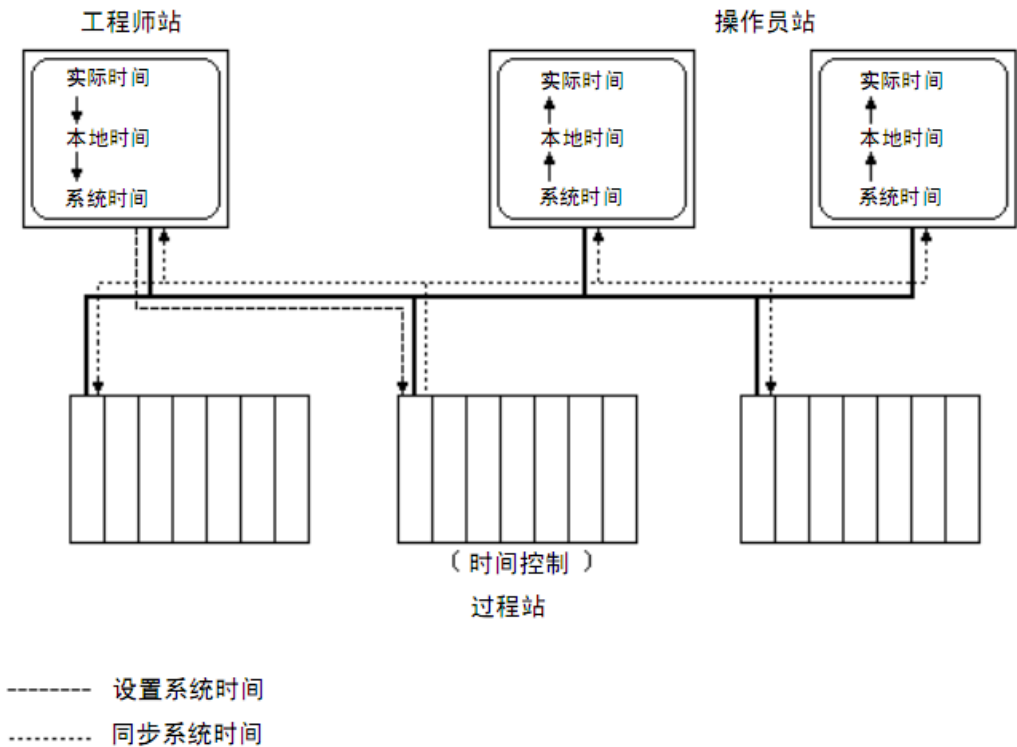 工程师站
操作员站
实际时间
本地时间
系统时间
实际时间
本地时间
系统时间
实际时间
本地时间
系统时间
（时间控制）
过程站
设置系统时间
同步系统时间